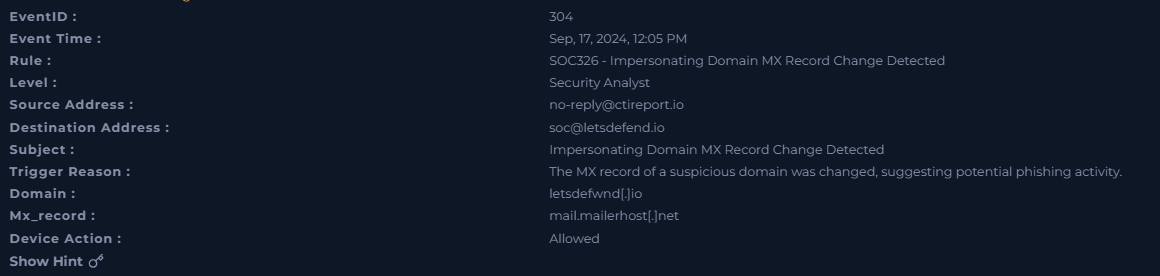 EventID : 304
Event Time : Sep, 17, 2024, 12:05 PM
Rule : SOC326 - Impersonating Domain MX Record Change Detected
Level : Security Analyst
Source Address : no-reply@ctireport.io
Destination Address : soc@letsdefend.io
Subject : Impersonating Domain MX Record Change Detected
Trigger Reason : The MX record of a suspicious domain was changed, suggesting potential phishing activity.
Domain : letsdefwnd[.]io
Mx_record : mail.mailerhost[.]net
Device Action : Allowed
Show Hint